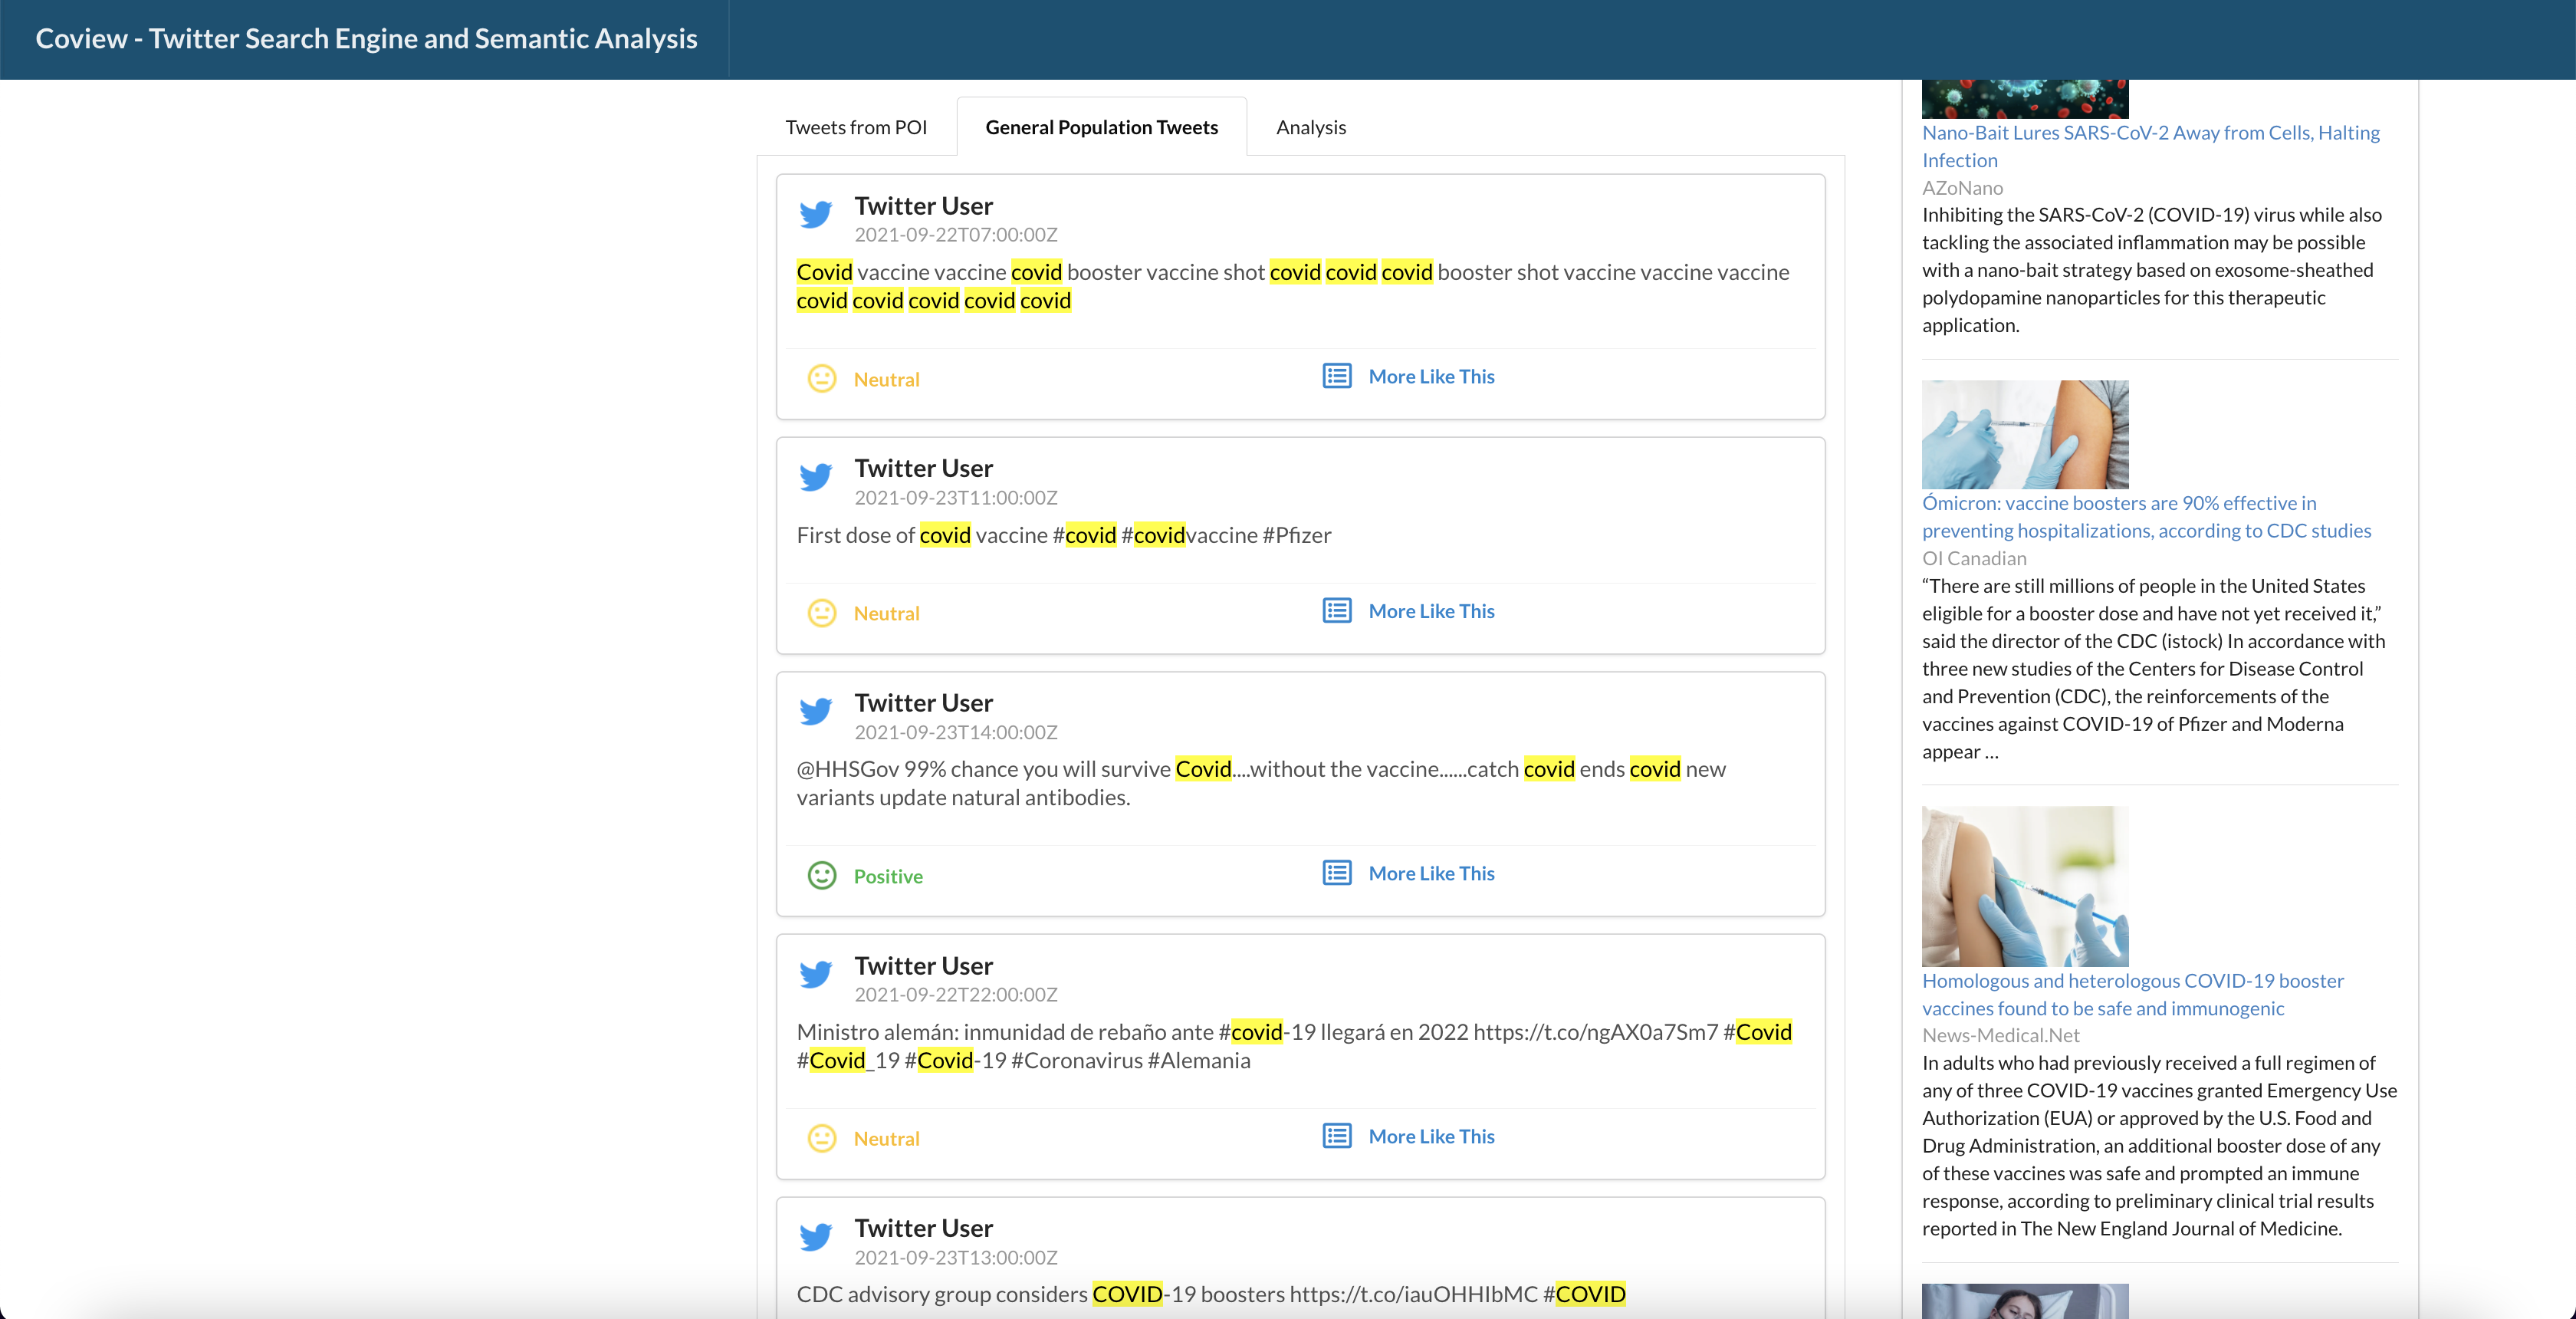 Coview - Twitter Search Engine and Semantic Analysis
Tweets from POI
General Population Tweets
Analysis
Twitter User
2021-09-22T07:00:00Z
Covid vaccine vaccine covid booster vaccine shot covid covid covid booster shot vaccine vaccine vaccine
covid covid covid covid covid
Neutral
More Like This
Twitter User
2021-09-23T11:00:00Z
First dose of covid vaccine #covid #covidvaccine #Pfizer
Neutral
More Like This
Twitter User
2021-09-23T14:00:00Z
@HHSGov 99% chance you will survive Covid....without the vaccine......catch covid ends covid new
variants update natural antibodies.
Positive
More Like This
Twitter User
2021-09-22T22:00:00Z
Ministro alemán: inmunidad de rebaño ante #covid-19 llegará en 2022 https://t.co/ngAX0a7Sm7 #Covid
#Covid_19 #Covid-19 #Coronavirus #Alemania
Neutral
More Like This
Twitter User
2021-09-23T13:00:00Z
CDC advisory group considers COVID-19 boosters https://t.co/iauOHHIbMC #COVID
Nano-Bait Lures SARS-CoV-2 Away from Cells, Halting
Infection
AZoNano
Inhibiting the SARS-CoV-2 (COVID-19) virus while also
tackling the associated inflammation may be possible
with a nano-bait strategy based on exosome-sheathed
polydopamine nanoparticles for this therapeutic
application.
Ómicron: vaccine boosters are 90% effective in
preventing hospitalizations, according to CDC studies
OI Canadian
“There are still millions of people in the United States
eligible for a booster dose and have not yet received it,”
said the director of the CDC (istock) In accordance with
three new studies of the Centers for Disease Control
and Prevention (CDC), the reinforcements of the
vaccines against COVID-19 of Pfizer and Moderna
appear ...
Homologous and heterologous COVID-19 booster
vaccines found to be safe and immunogenic
News-Medical.Net
In adults who had previously received a full regimen of
any of three COVID-19 vaccines granted Emergency Use
Authorization (EUA) or approved by the U.S. Food and
Drug Administration, an additional booster dose of any
of these vaccines was safe and prompted an immune
response, according to preliminary clinical trial results
reported in The New England Journal of Medicine.